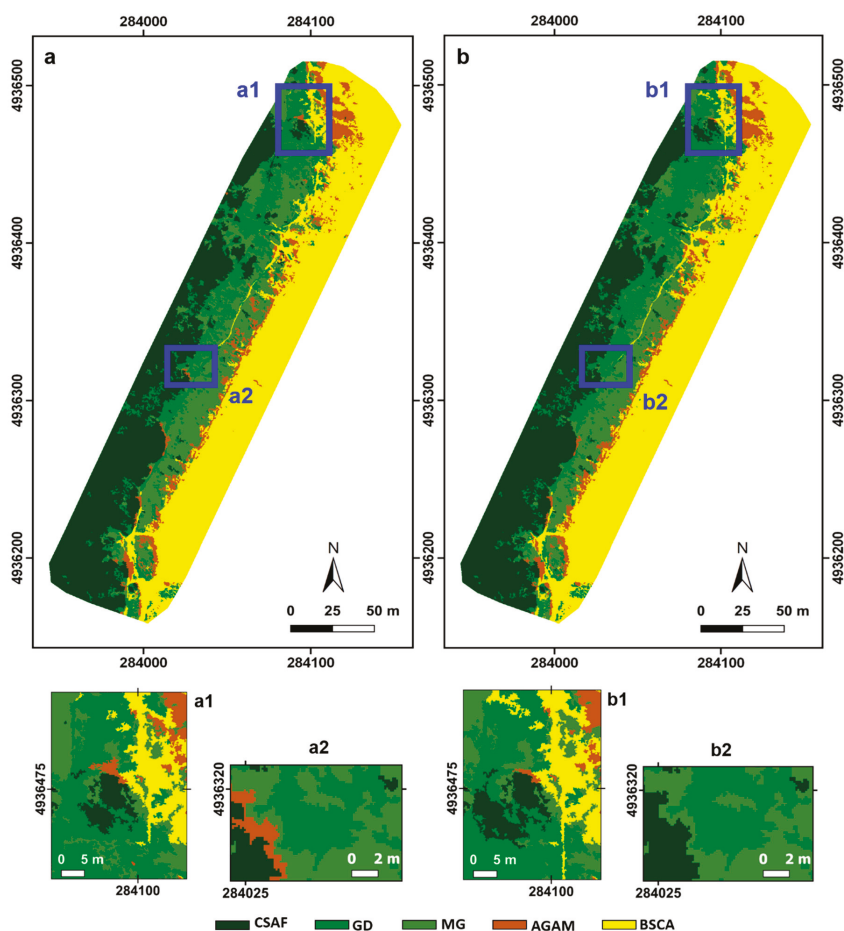 284000 284100 284000 284100
a b
4936500 a1 b1 4936500
4936400 4936400
4936300 a2 b2 4936300
4936200 N N 4936200
0 25 50 m 0 25 50 m
284000 284100 284000 284100
a1 b1
a2 b2
4936475 4936320 4936475 4936320
0 5 m 0 2 m 0 5 m 0 2 m
284100 284025 284100 284025
CSAF GD MG AGAM BSCA